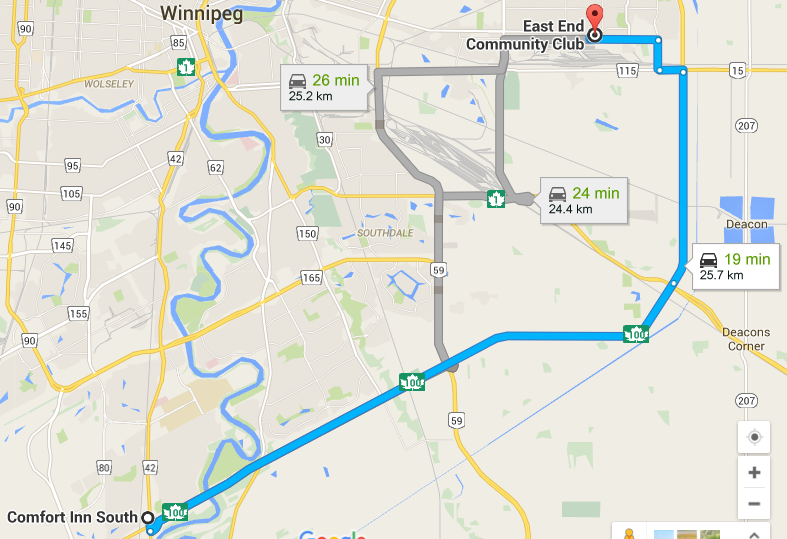 90
Winnipeg
85
1
WOLSELEY
East End
Community Club
115
15
26 min
25.2 km
207
30
42
62
95
105
90
1
24 min
24.4 km
150
SOUTHDALE
145
Deacon
19 min
25.7 km
59
165
155
90
100
Deacons
Corner
100
207
59
80
42
Comfort Inn South
100
Google